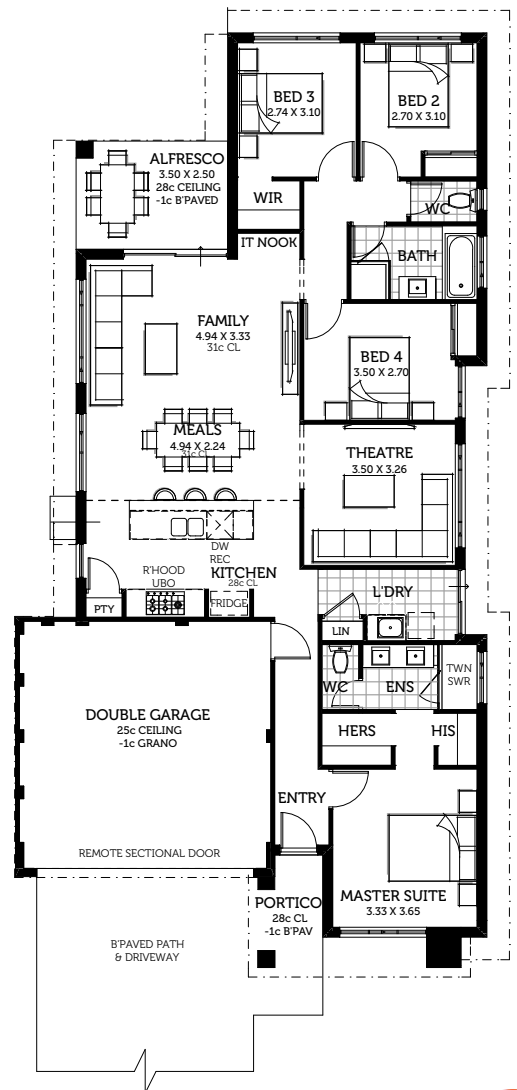 BED 3
2.74 X 3.10
BED 2
2.70 X 3.10
ALFRESCO
3.50 X 2.50
28c CEILING
-1c B'PAVED
WIR
WC
IT NOOK
BATH
FAMILY
4.94 X 3.33
31c CL
BED 4
3.50 X 2.70
MEALS
4.94 X 2.24
31c CL
THEATRE
3.50 X 3.26
DW
REC
R'HOOD
UBO
KITCHEN
28c CL
PTY
FRIDGE
L'DRY
LIN
WC
ENS
TWN
SWR
DOUBLE GARAGE
25c CEILING
-1c GRANO
HERS
HIS
ENTRY
REMOTE SECTIONAL DOOR
PORTICO
28c CL
-1c B'PAV
MASTER SUITE
3.33 X 3.65
B'PAVED PATH
& DRIVEWAY